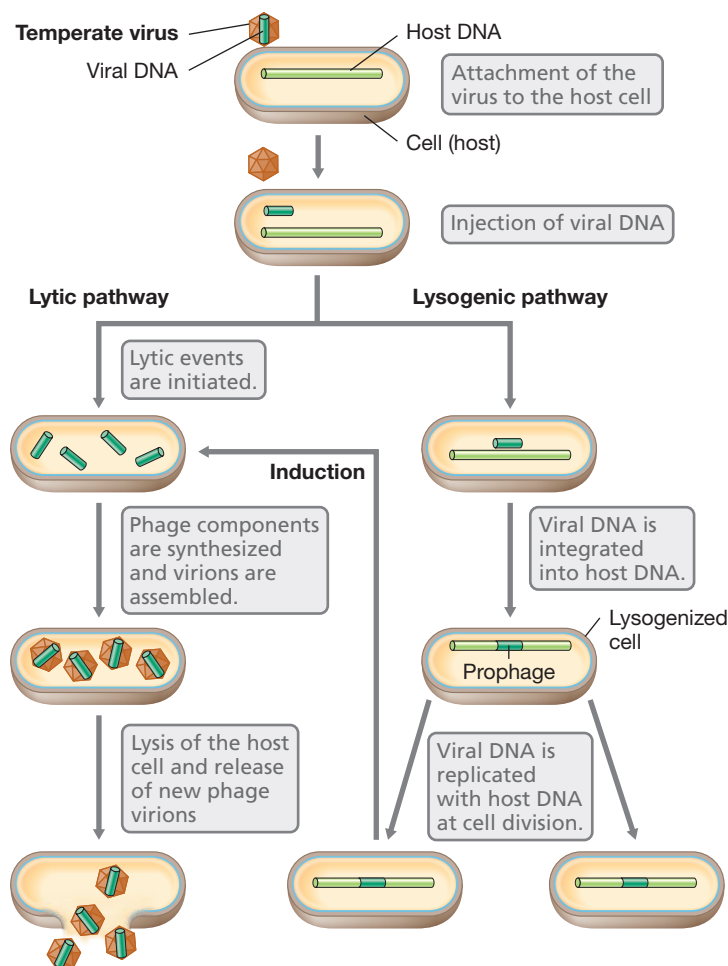 Temperate virus
Viral DNA
Host DNA
Attachment of the
virus to the host cell
Cell (host)
Injection of viral DNA
Lytic pathway
Lysogenic pathway
Lytic events
are initiated.
Induction
Phage components
are synthesized
and virions are
assembled.
Viral DNA is
integrated
into host DNA.
Lysogenized
cell
Prophage
Lysis of the host
cell and release
of new phage
virions
Viral DNA is
replicated
with host DNA
at cell division.